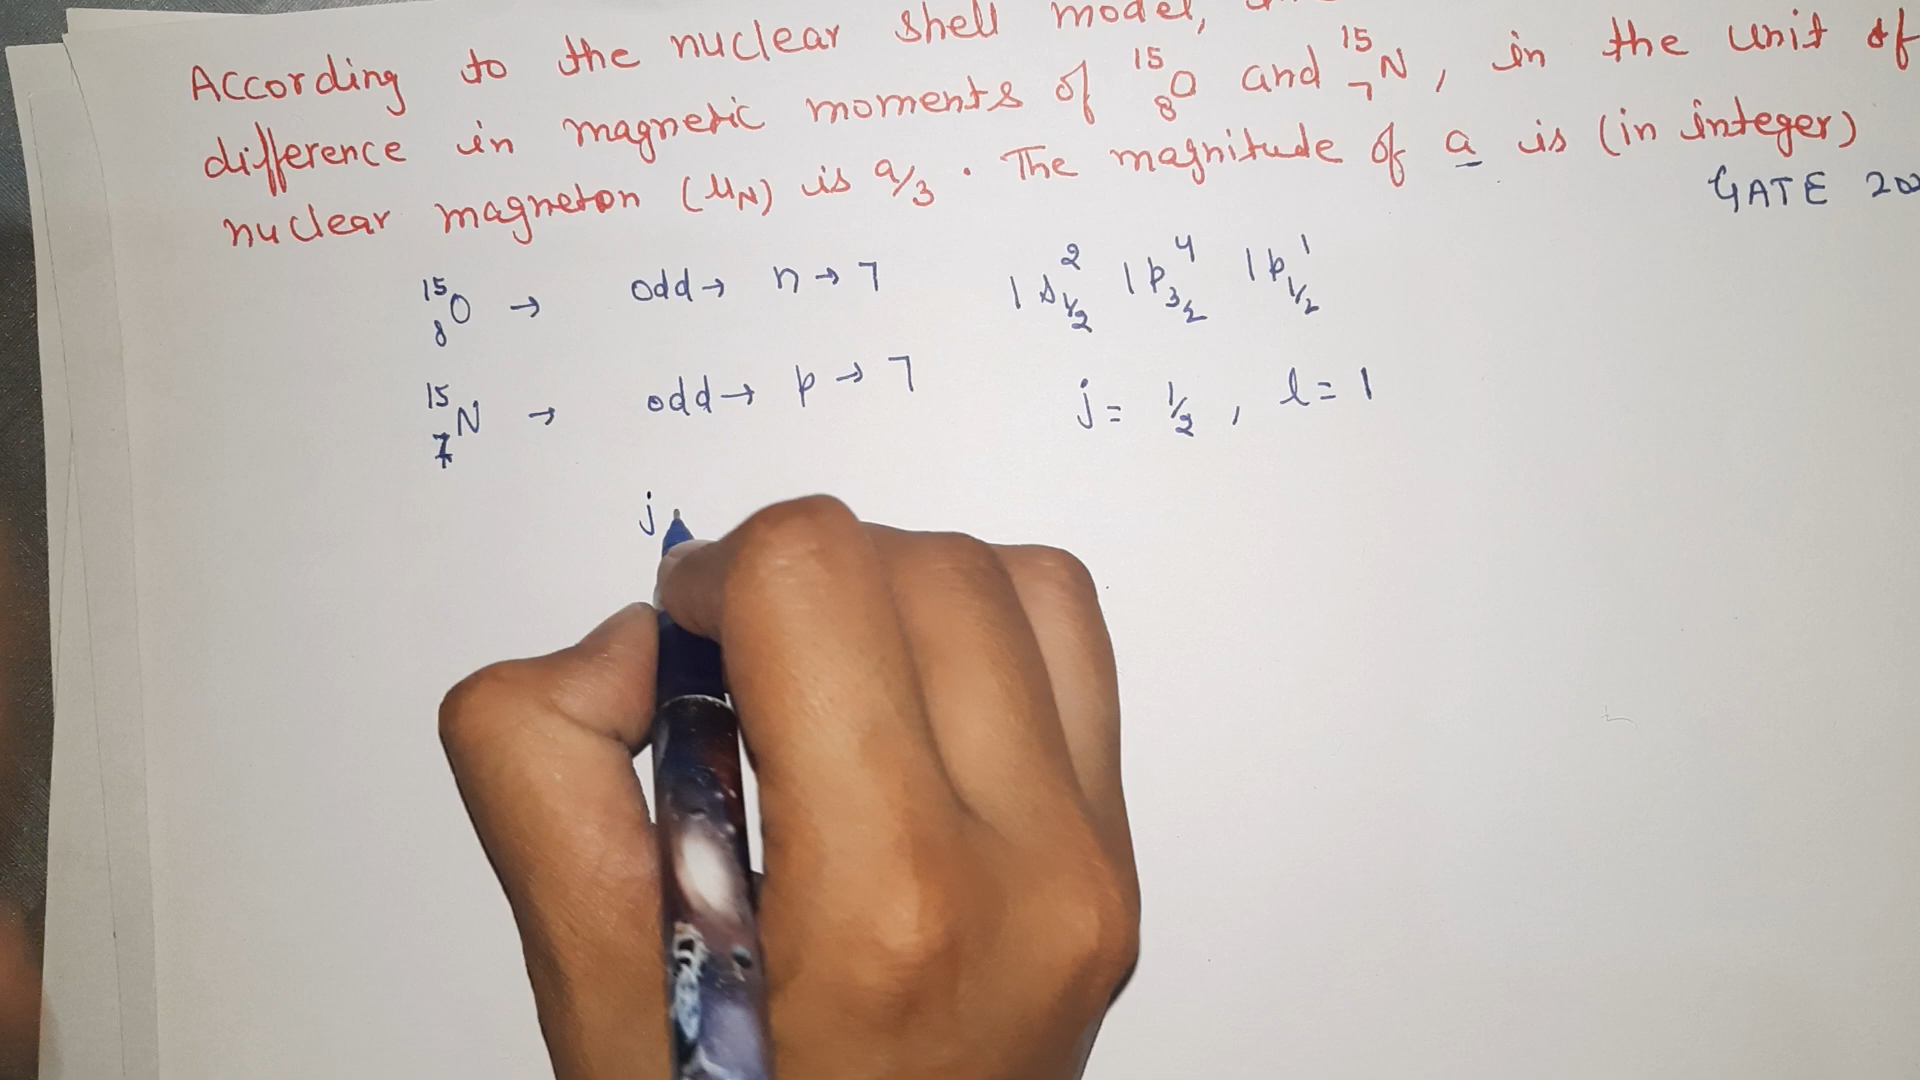 According to the nuclear shell model,
difference in magnetic moments of ¹⁵₈O and ¹⁵₇N, in the unit of
nuclear magneton (μN) is a/3. The magnitude of a is (in integer)
GATE 20
¹⁵₈O → odd → n → 7 1s²₁/₂ 1p⁴₃/₂ 1p¹₁/₂
¹⁵₇N → odd → p → 7 j = 1/2, l = 1
j